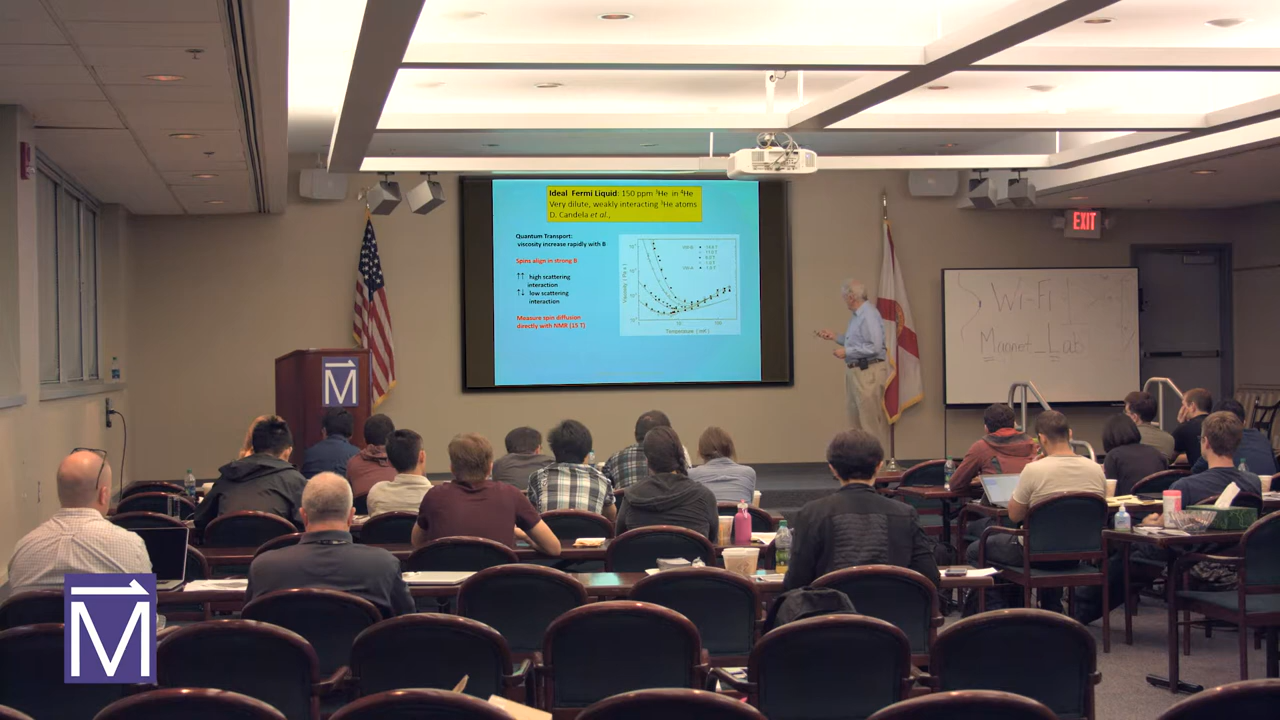 Ideal Fermi Liquid: 150 ppm ³He in ⁴He
Very dilute, weakly interacting ³He atoms
D. Candela et al.,
Quantum Transport:
viscosity increase rapidly with B
Spins align in strong B
↑↑ high scattering
interaction
↑↓ low scattering
interaction
Measure spin diffusion
directly with NMR (15 T)
Temperature (mK)
EXIT
Wi-Fi
Magnet_Lab
M
M